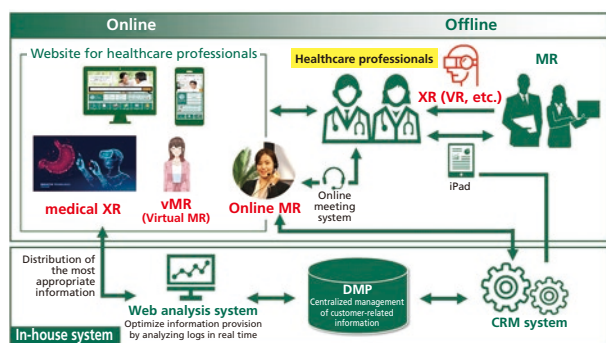 Online
Offline
Website for healthcare professionals
Healthcare professionals
XR (VR, etc.)
MR
medical XR
vMR
(Virtual MR)
Online MR
Online
meeting
system
iPad
Distribution of
the most
appropriate
information
Web analysis system
Optimize information provision
by analyzing logs in real time
DMP
Centralized management
of customer-related
information
CRM system
In-house system